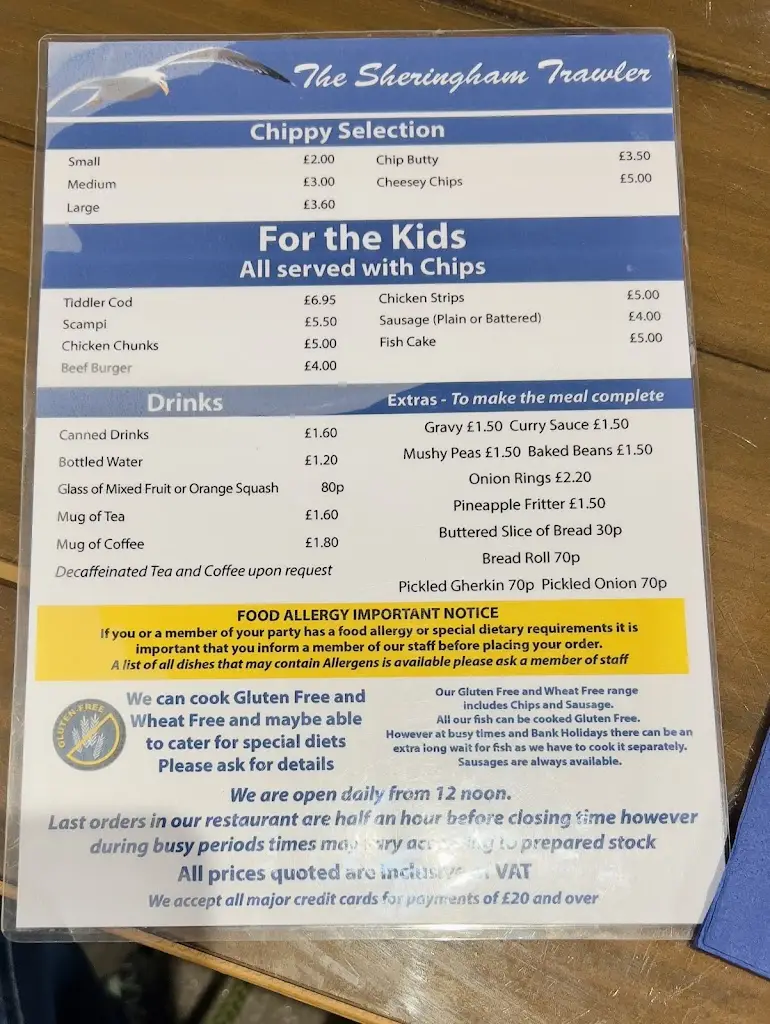 The Sheringham Trawler
Chippy Selection
Small £2.00
Medium £3.00
Large £3.60
Chip Butty £3.50
Cheesey Chips £5.00
For the Kids
All served with Chips
Tiddler Cod £6.95
Scampi £5.50
Chicken Chunks £5.00
Beef Burger £4.00
Chicken Strips £5.00
Sausage (Plain or Battered) £4.00
Fish Cake £5.00
Drinks
Canned Drinks £1.60
Bottled Water £1.20
Glass of Mixed Fruit or Orange Squash 80p
Mug of Tea £1.60
Mug of Coffee £1.80
Decaffeinated Tea and Coffee upon request
Extras - To make the meal complete
Gravy £1.50 Curry Sauce £1.50
Mushy Peas £1.50 Baked Beans £1.50
Onion Rings £2.20
Pineapple Fritter £1.50
Buttered Slice of Bread 30p
Bread Roll 70p
Pickled Gherkin 70p Pickled Onion 70p
FOOD ALLERGY IMPORTANT NOTICE
If you or a member of your party has a food allergy or special dietary requirements it is
important that you inform a member of our staff before placing your order.
A list of all dishes that may contain Allergens is available please ask a member of staff
GLUTEN-FREE
We can cook Gluten Free and
Wheat Free and maybe able
to cater for special diets
Please ask for details
Our Gluten Free and Wheat Free range
includes Chips and Sausage.
All our fish can be cooked Gluten Free.
However at busy times and Bank Holidays there can be an
extra long wait for fish as we have to cook it separately.
Sausages are always available.
We are open daily from 12 noon.
Last orders in our restaurant are half an hour before closing time however
during busy periods times may to prepared stock
All prices quoted are VAT
We accept all major credit cards for payments of £20 and over